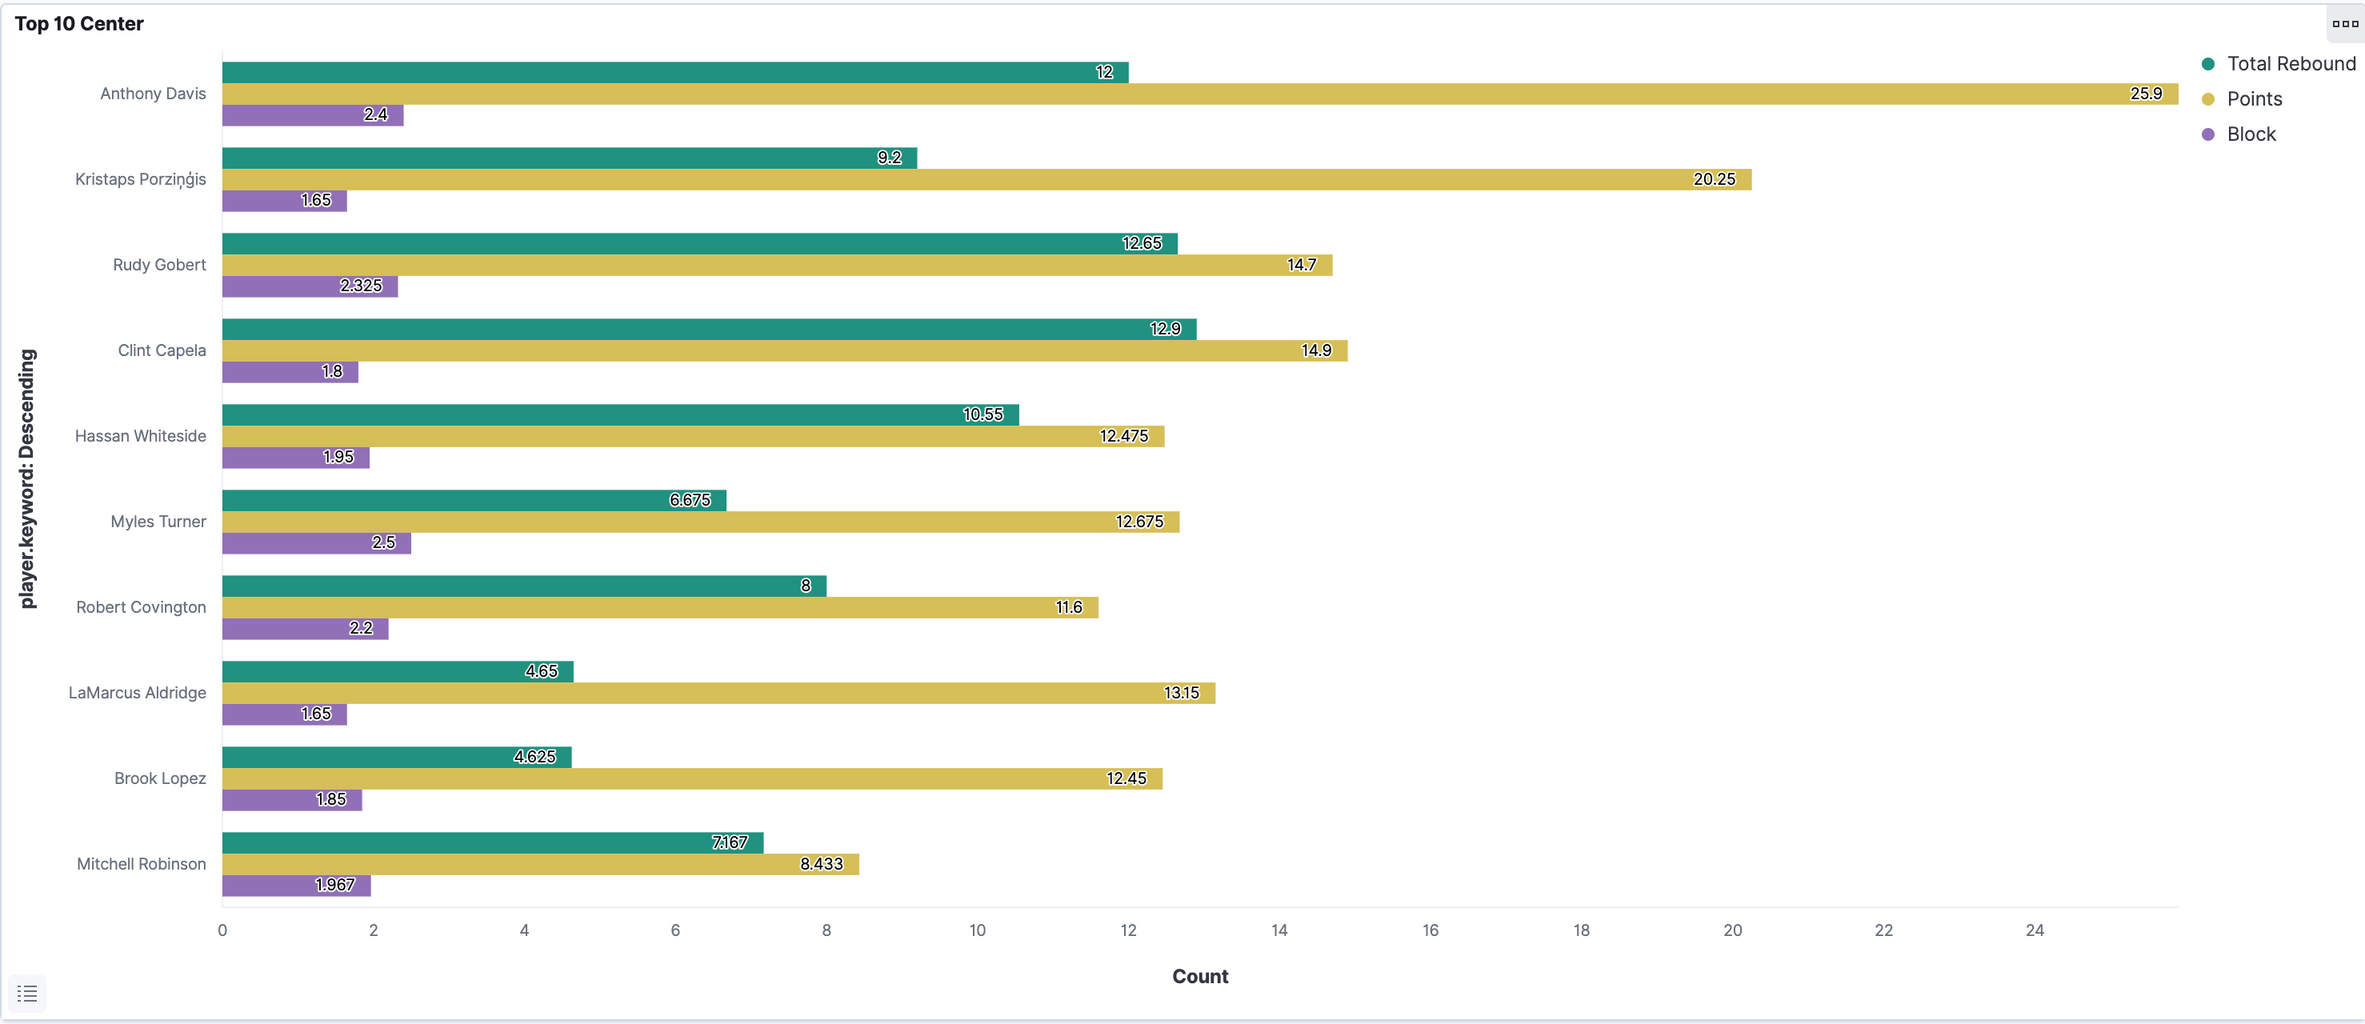 Top 10 Center
Total Rebound
Points
Block
player.keyword: Descending
Anthony Davis
12
25.9
2.4
Kristaps Porziņģis
9.2
20.25
1.65
Rudy Gobert
12.65
14.7
2.325
Clint Capela
12.9
14.9
1.8
Hassan Whiteside
10.55
12.475
1.95
Myles Turner
6.675
12.675
2.5
Robert Covington
8
11.6
2.2
LaMarcus Aldridge
4.65
13.15
1.65
Brook Lopez
4.625
12.45
1.85
Mitchell Robinson
7.167
8.433
1.967
0 2 4 6 8 10 12 14 16 18 20 22 24
Count